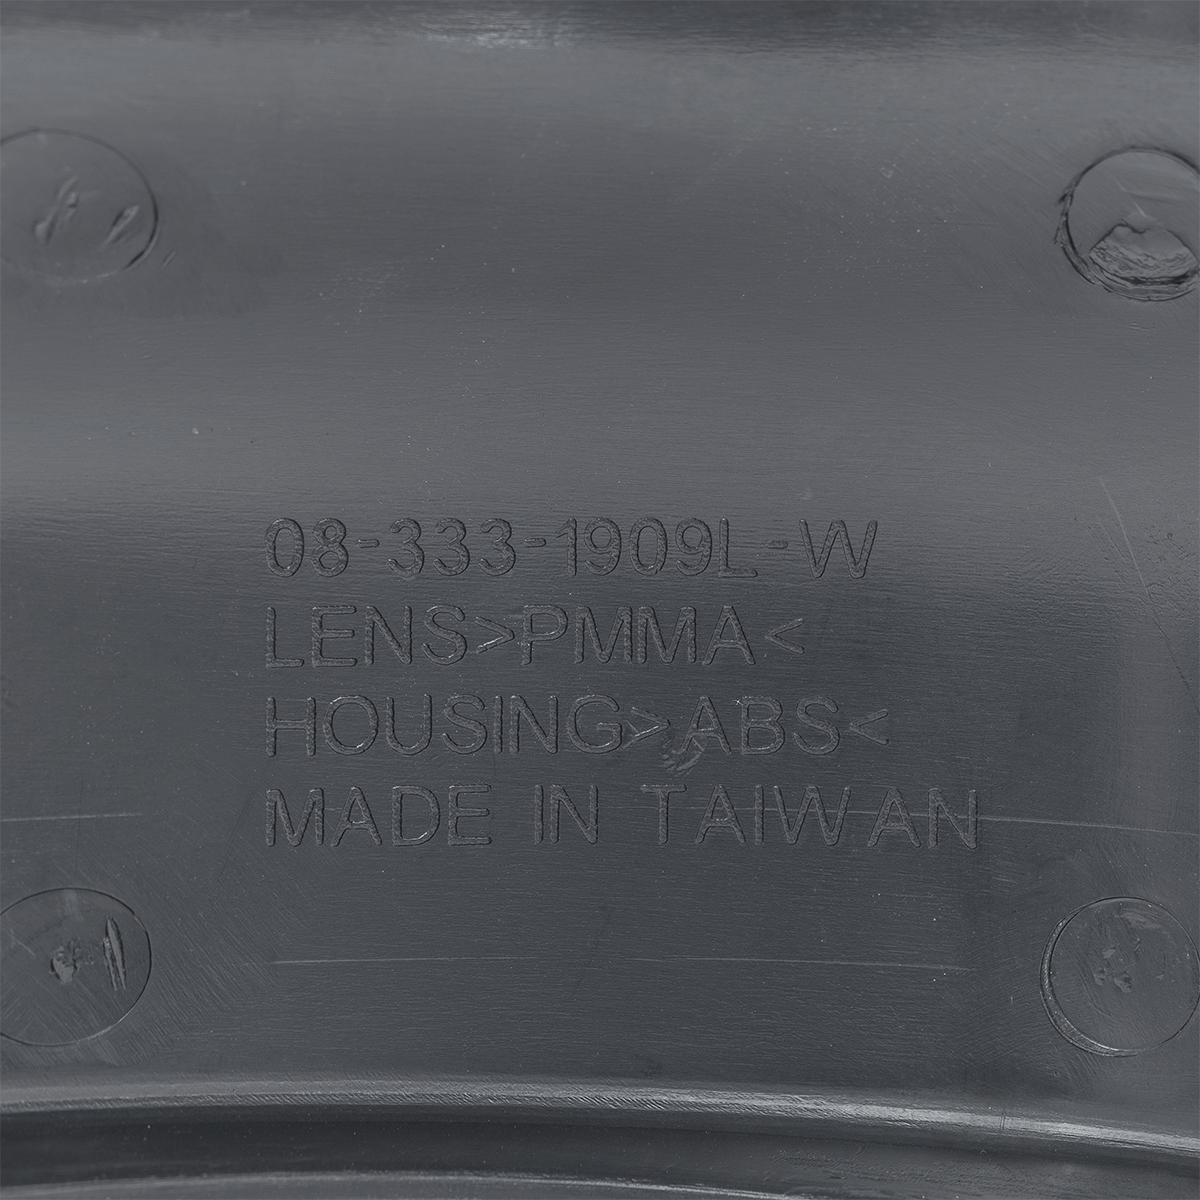 08-333-1909L-W
LENS>PMMA<
HOUSING>ABS<
MADE IN TAIWAN